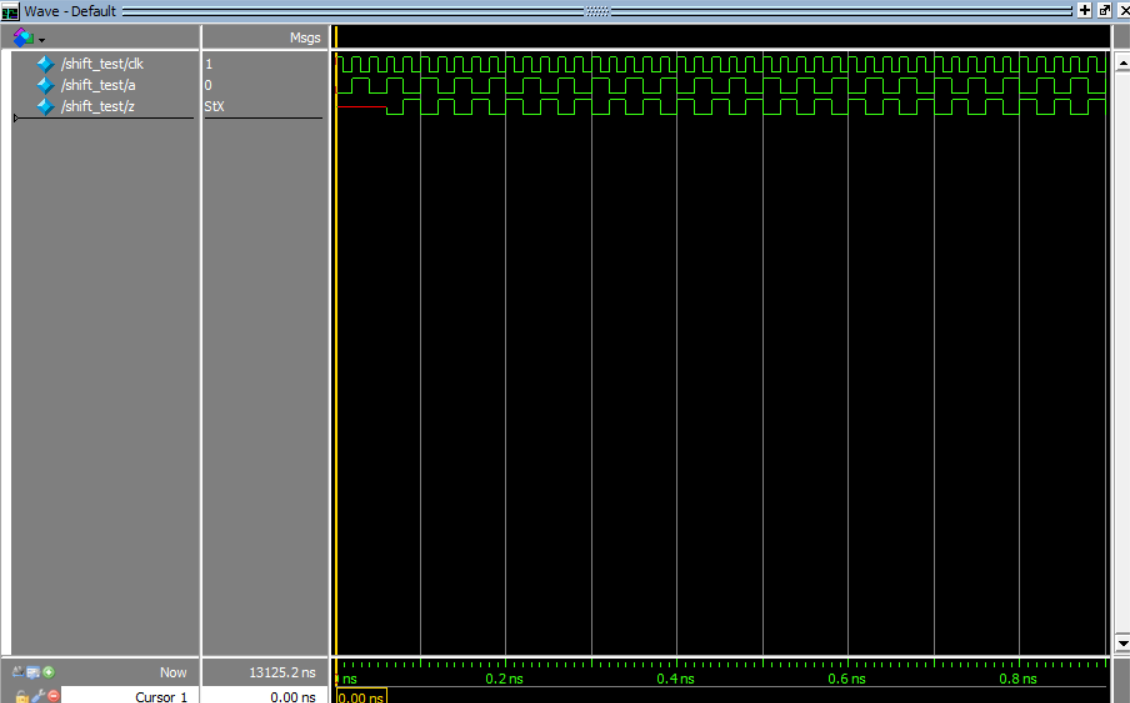 Wave - Default
Msgs
/shift_test/clk 1
/shift_test/a 0
/shift_test/z StX
Now 13125.2 ns
ns 0.2 ns 0.4 ns 0.6 ns 0.8 ns
Cursor 1 0.00 ns 0.00 ns